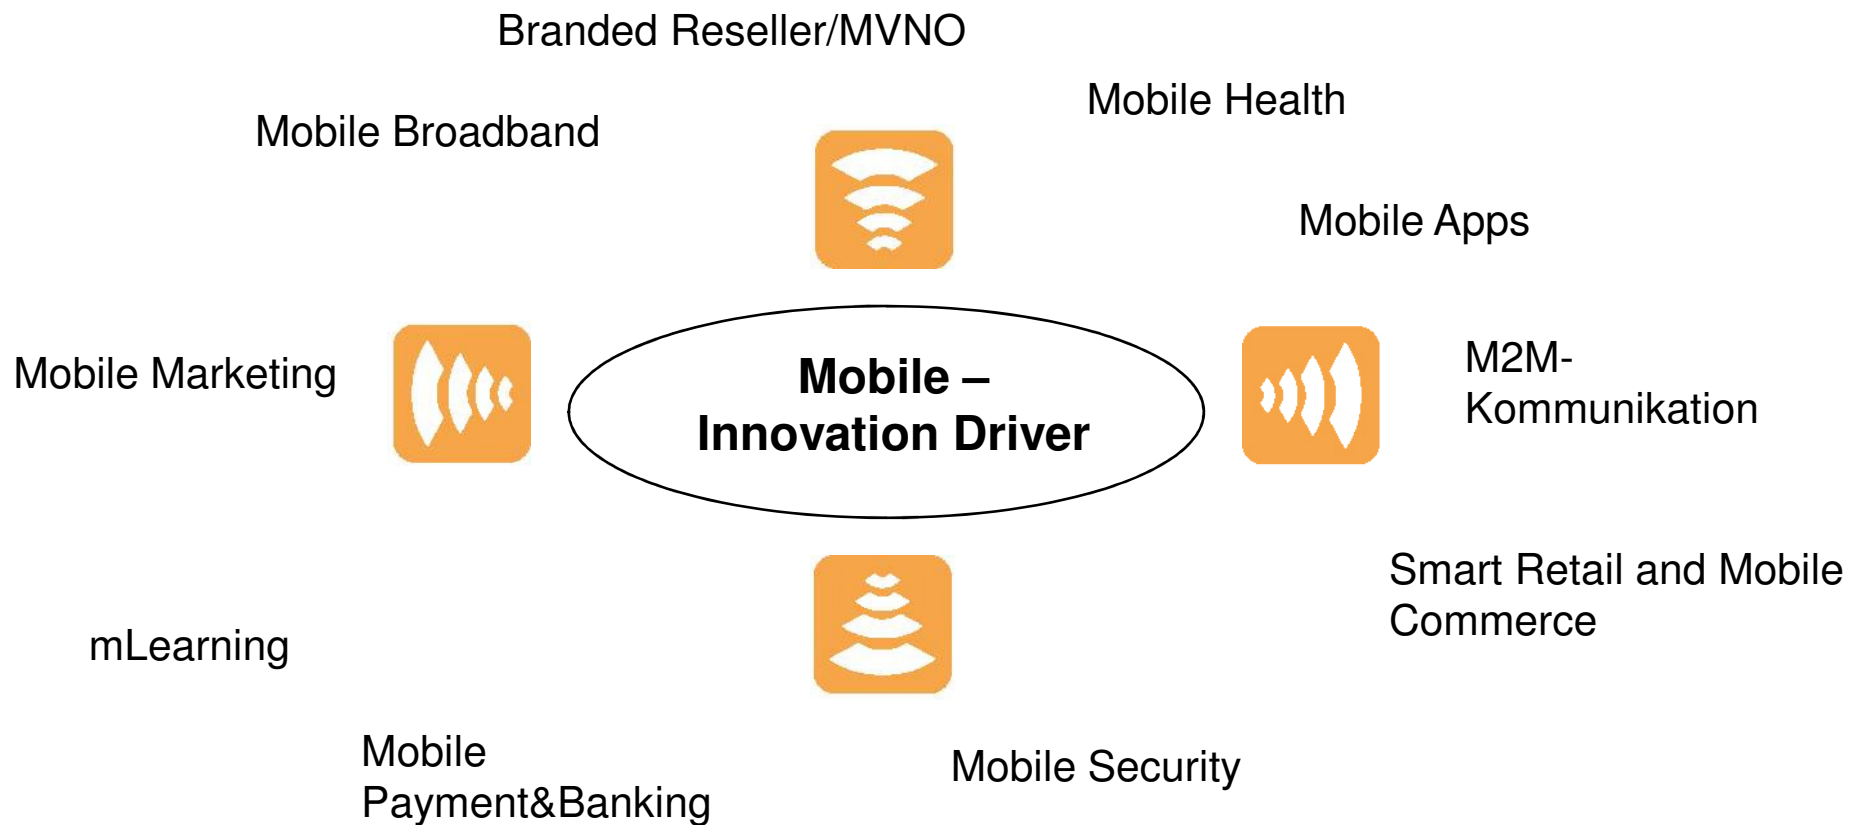 Branded Reseller/MVNO
Mobile Health
Mobile Broadband
Mobile Apps
Mobile Marketing
Mobile –
Innovation Driver
M2M-
Kommunikation
Smart Retail and Mobile
Commerce
mLearning
Mobile
Payment&Banking
Mobile Security